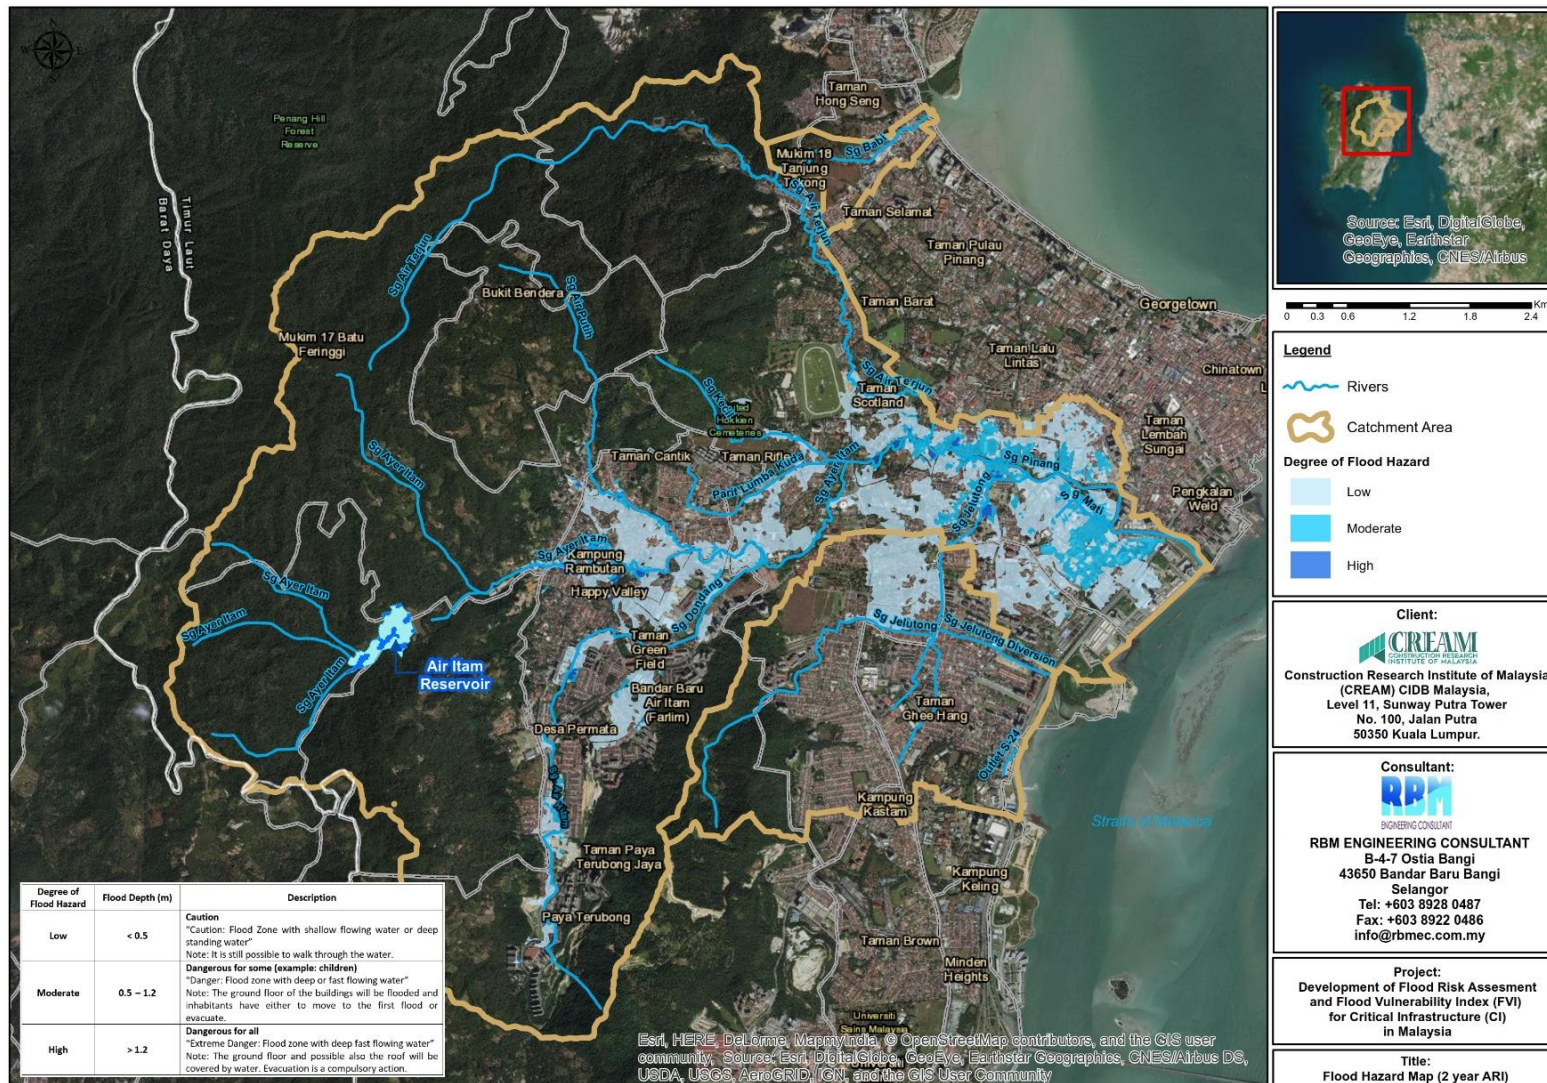 W
E
Penang Hill
Forest
Reserve
Timur Laut
Barat Daya
Taman
Hong Seng
Sg Babi
Mukim 18
Tanjung
Tokong
Sg Air Terjun
Taman Selamat
Taman Pulau
Pinang
Sg Air Terjun
Bukit Bendera
Sg Air Putih
Taman Barat
Georgetown
Mukim 17 Batu
Feringgi
Taman Lalu
Lintas
Chinatown
Sg Air Terjun
Taman
Scotland
Sg Kecil
Hokkien
Cemeteries
Taman
Lembah
Sungai
Sg Ayer Itam
Taman Cantik
Taman Rifle
Parit Lumba Kuda
Sg Ayer Itam
Sg Pinang
Sg Mati
Pengkalan
Weld
Sg Jelutong
Sg Ayer Itam
Kampung
Rambutan
Happy Valley
Sg Ayer Itam
Sg Dondang
Sg Ayer Itam
Sg Jelutong
Sg Jelutong Diversion
Taman
Green
Field
Air Itam
Reservoir
Sg Ayer Itam
Bandar Baru
Air Itam
(Farlim)
Taman
Ghee Hang
Desa Permata
Outlet S-24
Kampung
Kastam
Straits of Malacca
Taman Paya
Terubong Jaya
Kampung
Keling
Paya Terubong
Taman Brown
Minden
Heights
Universiti
Sains Malaysia
Esri, HERE, DeLorme, MapmyIndia, © OpenStreetMap contributors, and the GIS user
community, Source: Esri, DigitalGlobe, GeoEye, Earthstar Geographics, CNES/Airbus DS,
USDA, USGS, AeroGRID, IGN, and the GIS User Community
Degree of
Flood Hazard
Flood Depth (m)
Description
Low
< 0.5
Caution
"Caution: Flood Zone with shallow flowing water or deep
standing water"
Note: It is still possible to walk through the water.
Moderate
0.5 – 1.2
Dangerous for some (example: children)
"Danger: Flood zone with deep or fast flowing water"
Note: The ground floor of the buildings will be flooded and
inhabitants have either to move to the first flood or
evacuate.
High
> 1.2
Dangerous for all
"Extreme Danger: Flood zone with deep fast flowing water"
Note: The ground floor and possible also the roof will be
covered by water. Evacuation is a compulsory action.
Source: Esri, DigitalGlobe,
GeoEye, Earthstar
Geographics, CNES/Airbus
Km
0 0.3 0.6 1.2 1.8 2.4
Legend
Rivers
Catchment Area
Degree of Flood Hazard
Low
Moderate
High
Client:
CREAM
CONSTRUCTION RESEARCH
INSTITUTE OF MALAYSIA
Construction Research Institute of Malaysia
(CREAM) CIDB Malaysia,
Level 11, Sunway Putra Tower
No. 100, Jalan Putra
50350 Kuala Lumpur.
Consultant:
RBM
ENGINEERING CONSULTANT
RBM ENGINEERING CONSULTANT
B-4-7 Ostia Bangi
43650 Bandar Baru Bangi
Selangor
Tel: +603 8928 0487
Fax: +603 8922 0486
info@rbmec.com.my
Project:
Development of Flood Risk Assesment
and Flood Vulnerability Index (FVI)
for Critical Infrastructure (CI)
in Malaysia
Title:
Flood Hazard Map (2 year ARI)